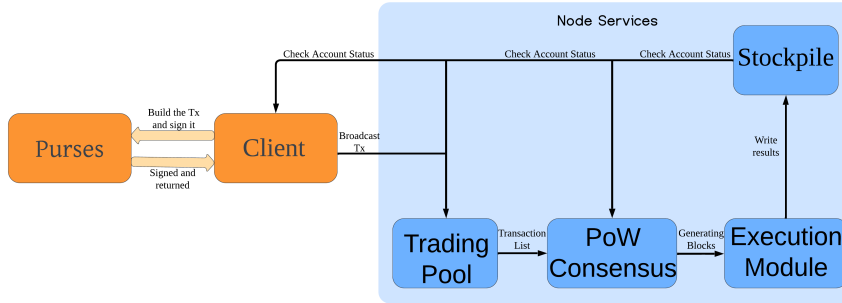 Node Services
Check Account Status
Check Account Status
Check Account Status
Stockpile
Build the Tx
and sign it
Purses
Client
Broadcast
Tx
Signed and
returned
Write
results
Trading
Pool
Transaction
List
PoW
Consensus
Generating
Blocks
Execution
Module